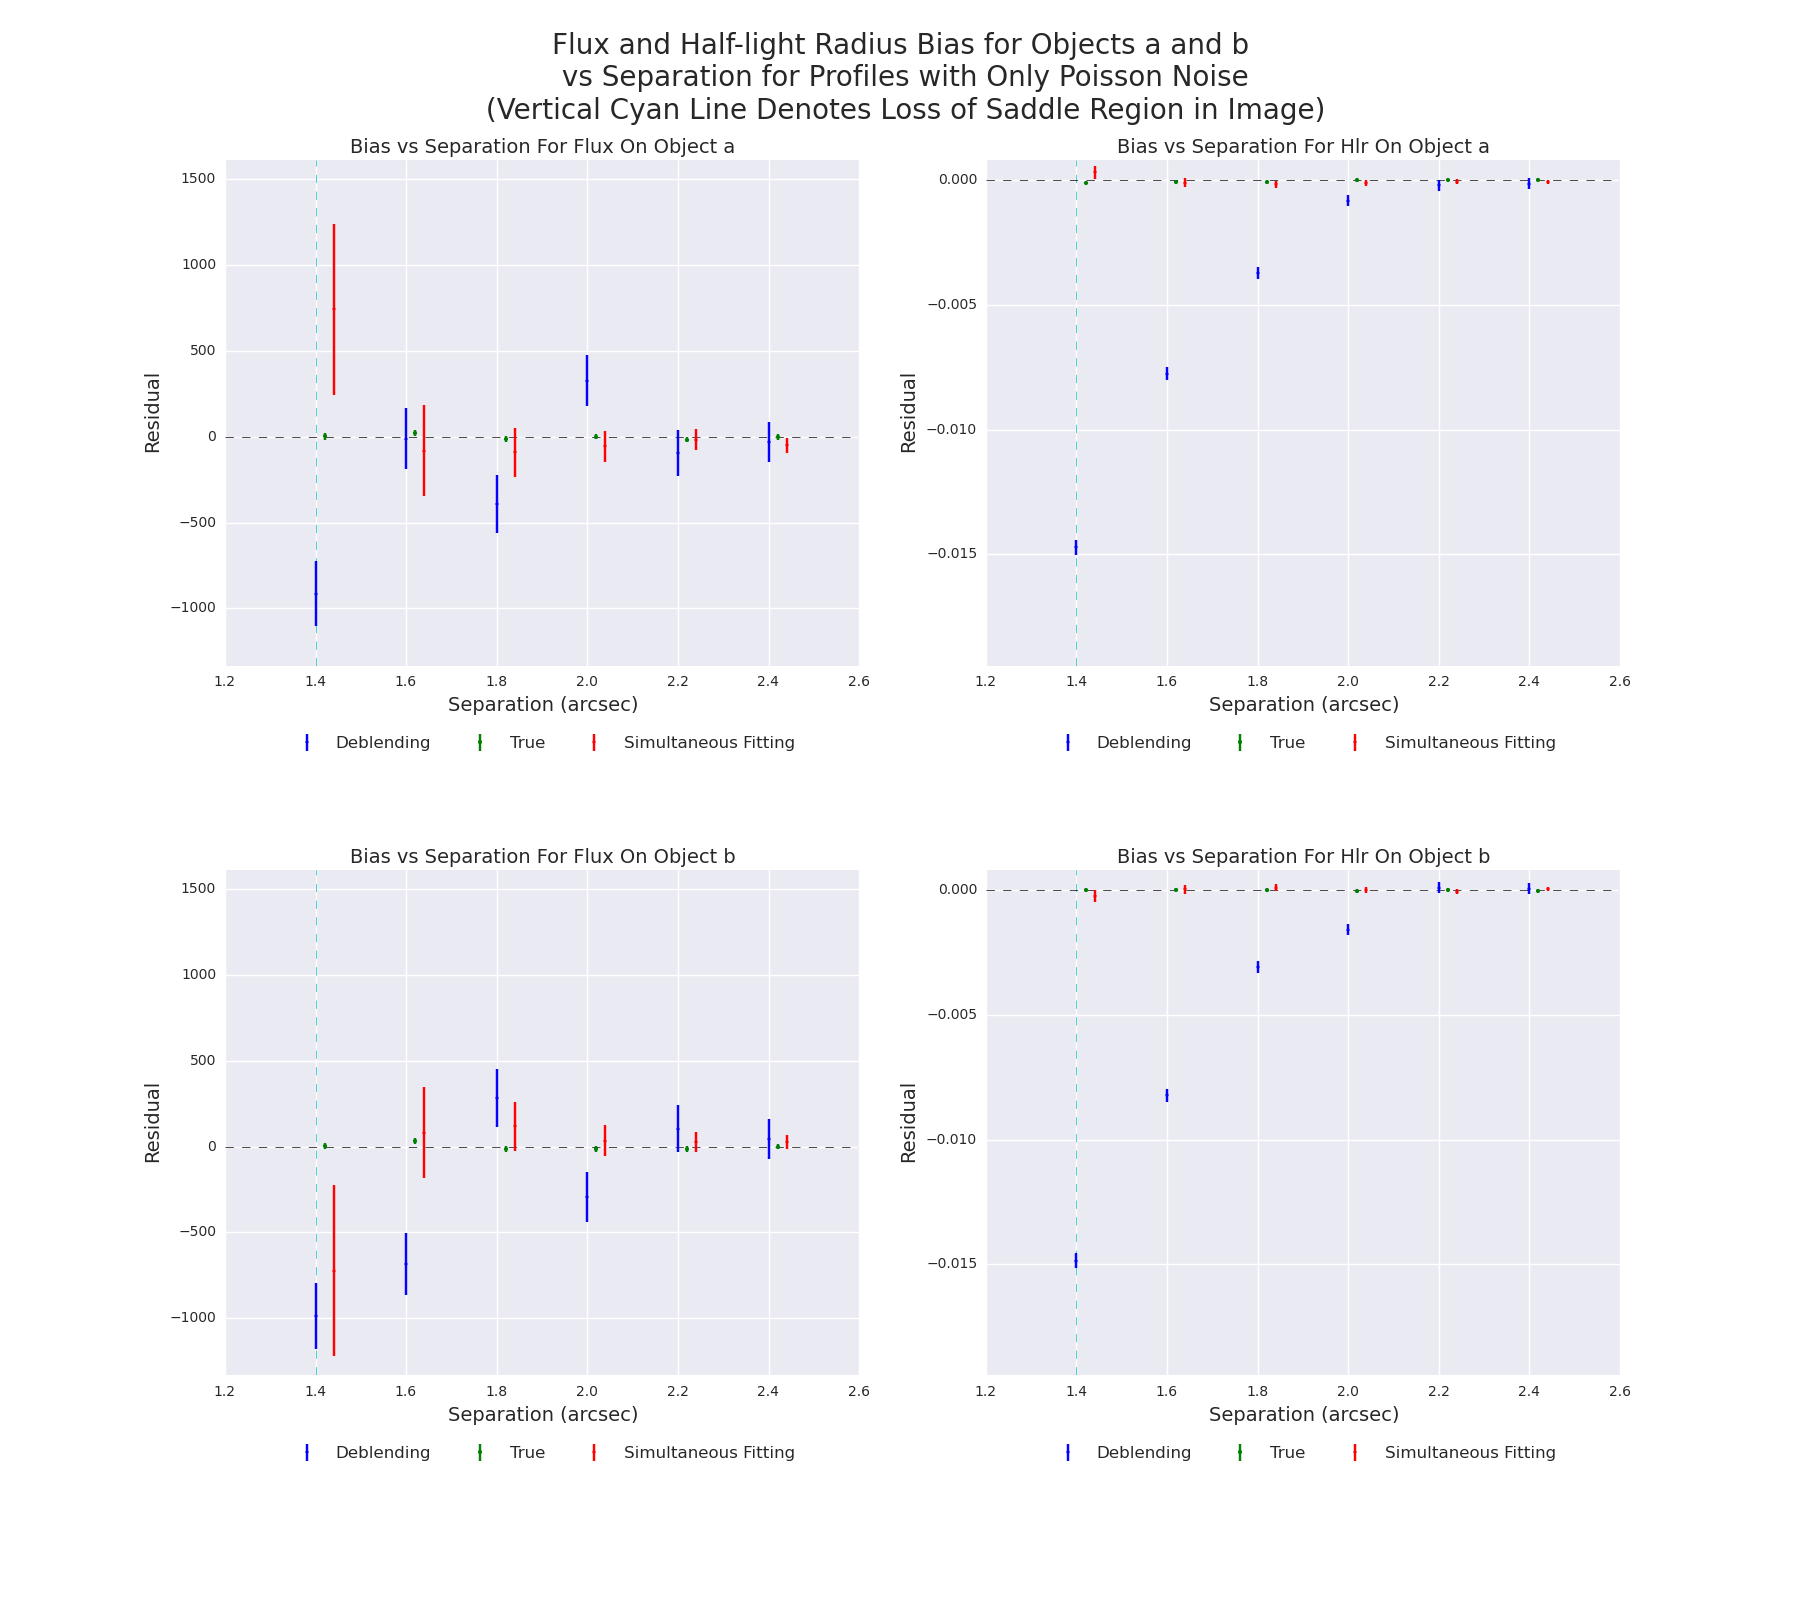 Flux and Half-light Radius Bias for Objects a and b
vs Separation for Profiles with Only Poisson Noise
(Vertical Cyan Line Denotes Loss of Saddle Region in Image)
Bias vs Separation For Flux On Object a
1500
1000
500
0
−500
−1000
Residual
1.2 1.4 1.6 1.8 2.0 2.2 2.4 2.6
Separation (arcsec)
Deblending True Simultaneous Fitting
Bias vs Separation For Hlr On Object a
0.000
−0.005
−0.010
−0.015
Residual
1.2 1.4 1.6 1.8 2.0 2.2 2.4 2.6
Separation (arcsec)
Deblending True Simultaneous Fitting
Bias vs Separation For Flux On Object b
1500
1000
500
0
−500
−1000
Residual
1.2 1.4 1.6 1.8 2.0 2.2 2.4 2.6
Separation (arcsec)
Deblending True Simultaneous Fitting
Bias vs Separation For Hlr On Object b
0.000
−0.005
−0.010
−0.015
Residual
1.2 1.4 1.6 1.8 2.0 2.2 2.4 2.6
Separation (arcsec)
Deblending True Simultaneous Fitting